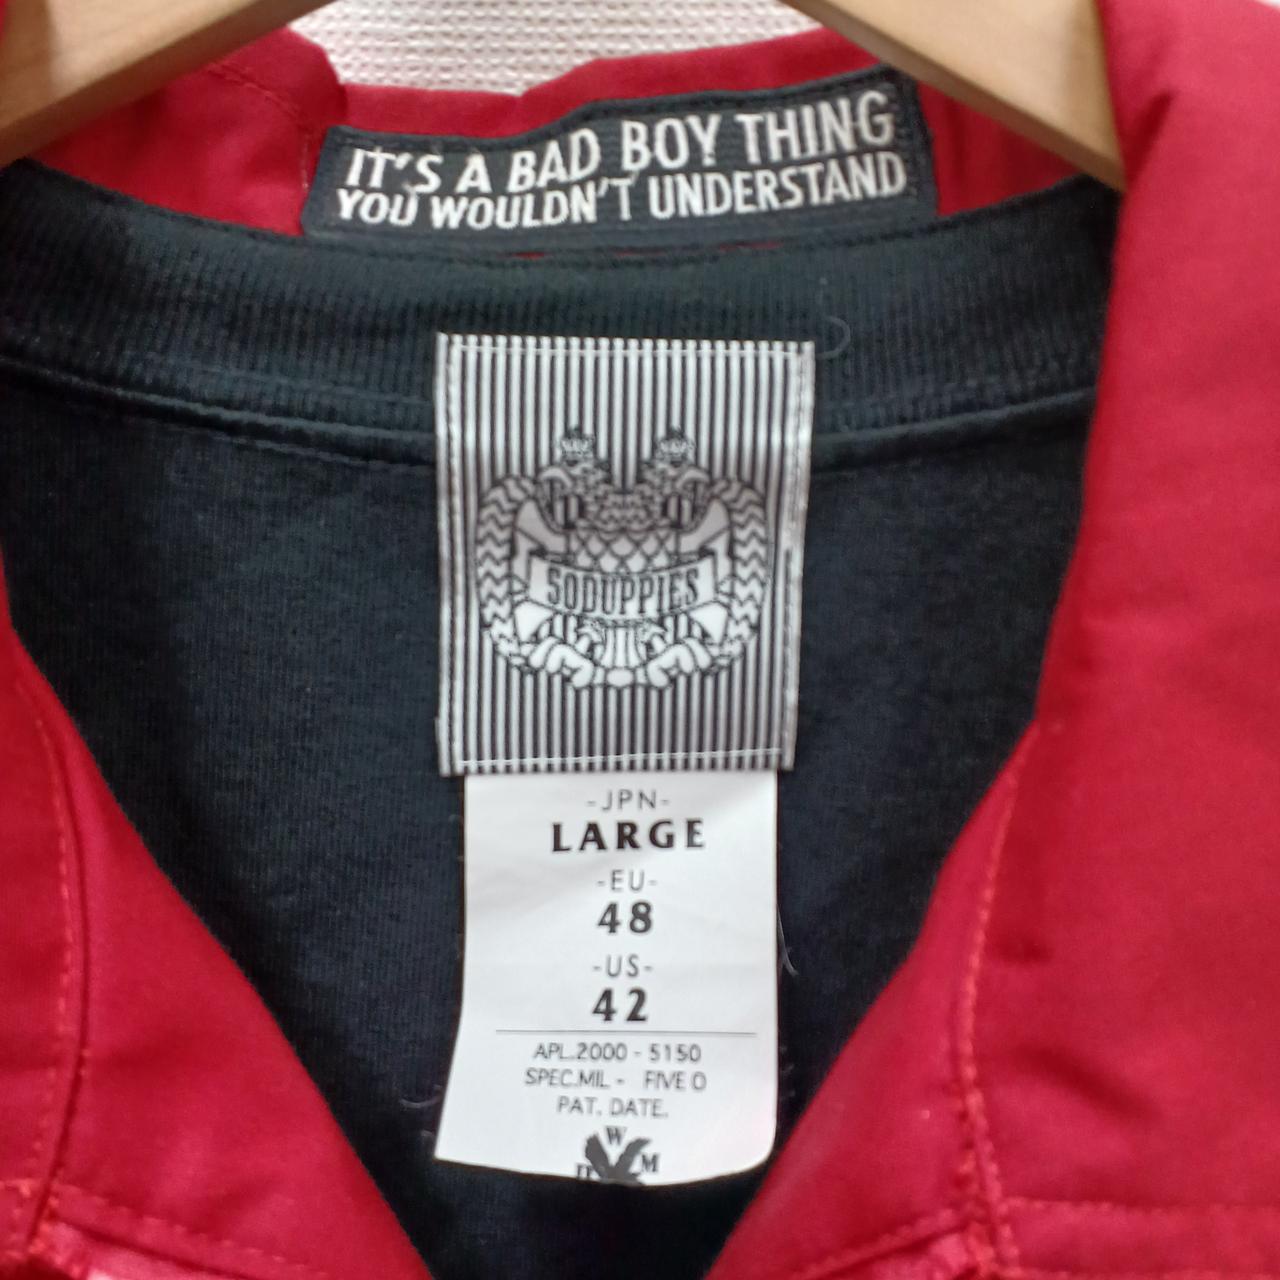 IT'S A BAD BOY THING
YOU WOULDN'T UNDERSTAND
SODUPPIES
-JPN-
LARGE
-EU-
48
-US-
42
APL.2000 - 5150
SPEC.MIL - FIVE O
PAT. DATE.
W
M